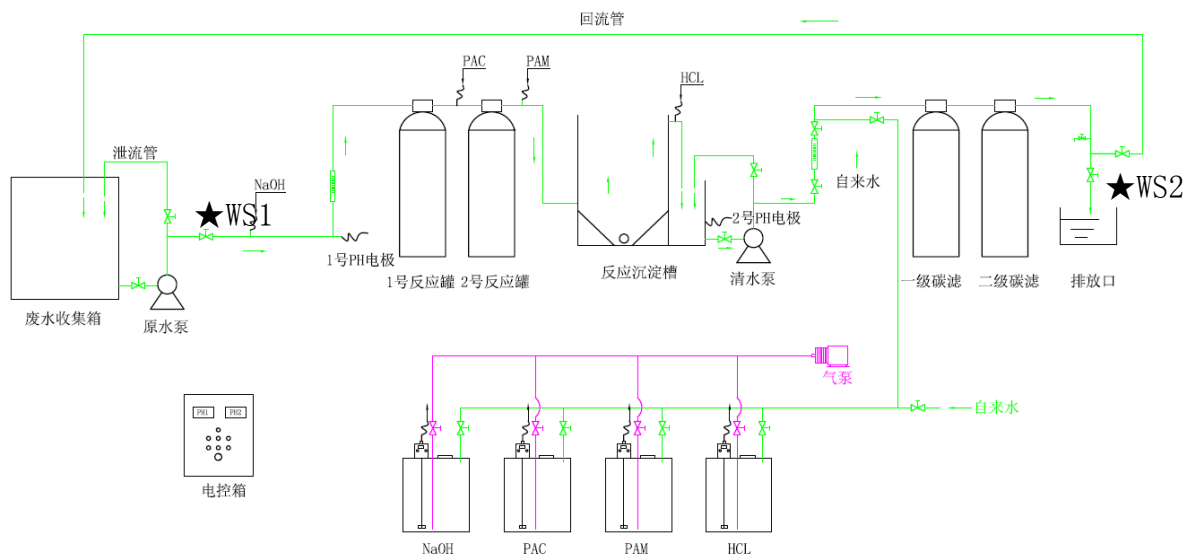 回流管
PAC
PAM
HCL
泄流管
NaOH
★WS1
1号PH电极
1号反应罐
2号反应罐
反应沉淀槽
2号PH电极
清水泵
自来水
一级碳滤
二级碳滤
★WS2
排放口
废水收集箱
原水泵
气泵
自来水
PH1
PH2
电控箱
NaOH
PAC
PAM
HCL